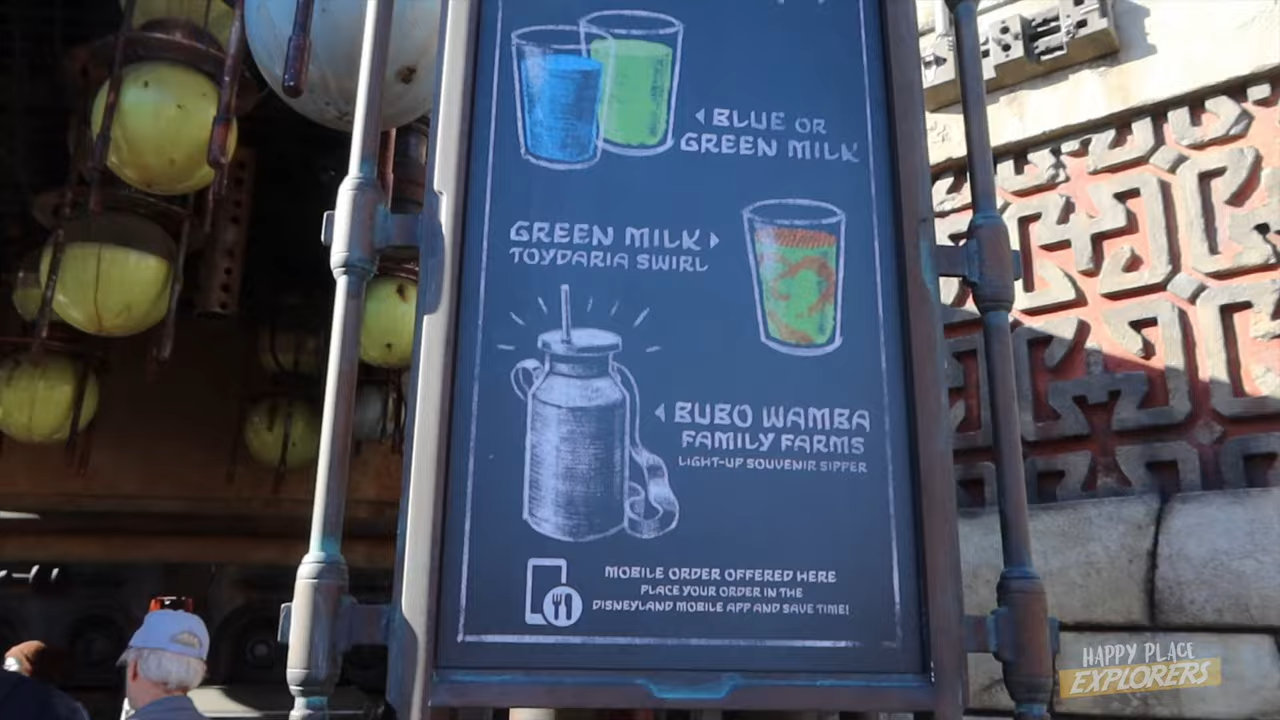 BLUE OR
GREEN MILK
GREEN MILK
TOYDARIA SWIRL
BUBO WAMBA
FAMILY FARMS
LIGHT-UP SOUVENIR SIPPER
MOBILE ORDER OFFERED HERE
PLACE YOUR ORDER IN THE
DISNEYLAND MOBILE APP AND SAVE TIME!
HAPPY PLACE
EXPLORERS